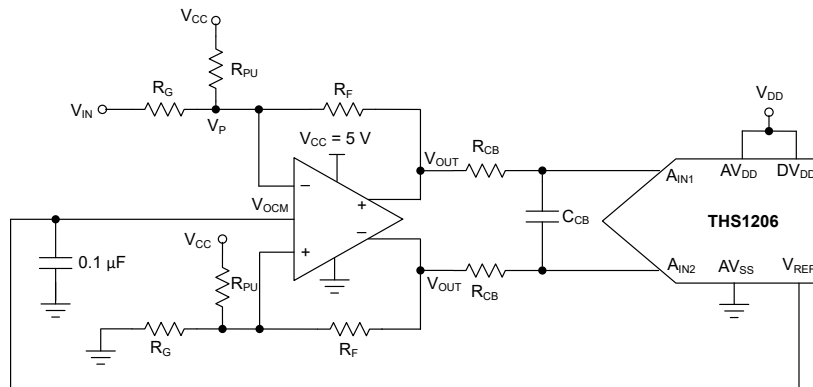 V_CC
R_PU
R_G
R_F
V_IN
V_P
V_CC = 5 V
V_DD
V_OUT
R_CB
A_IN1
AV_DD
DV_DD
−
+
V_OCM
−
+
C_CB
THS1206
0.1 µF
V_CC
R_PU
V_OUT
R_CB
A_IN2
AV_SS
V_REF
R_G
R_F